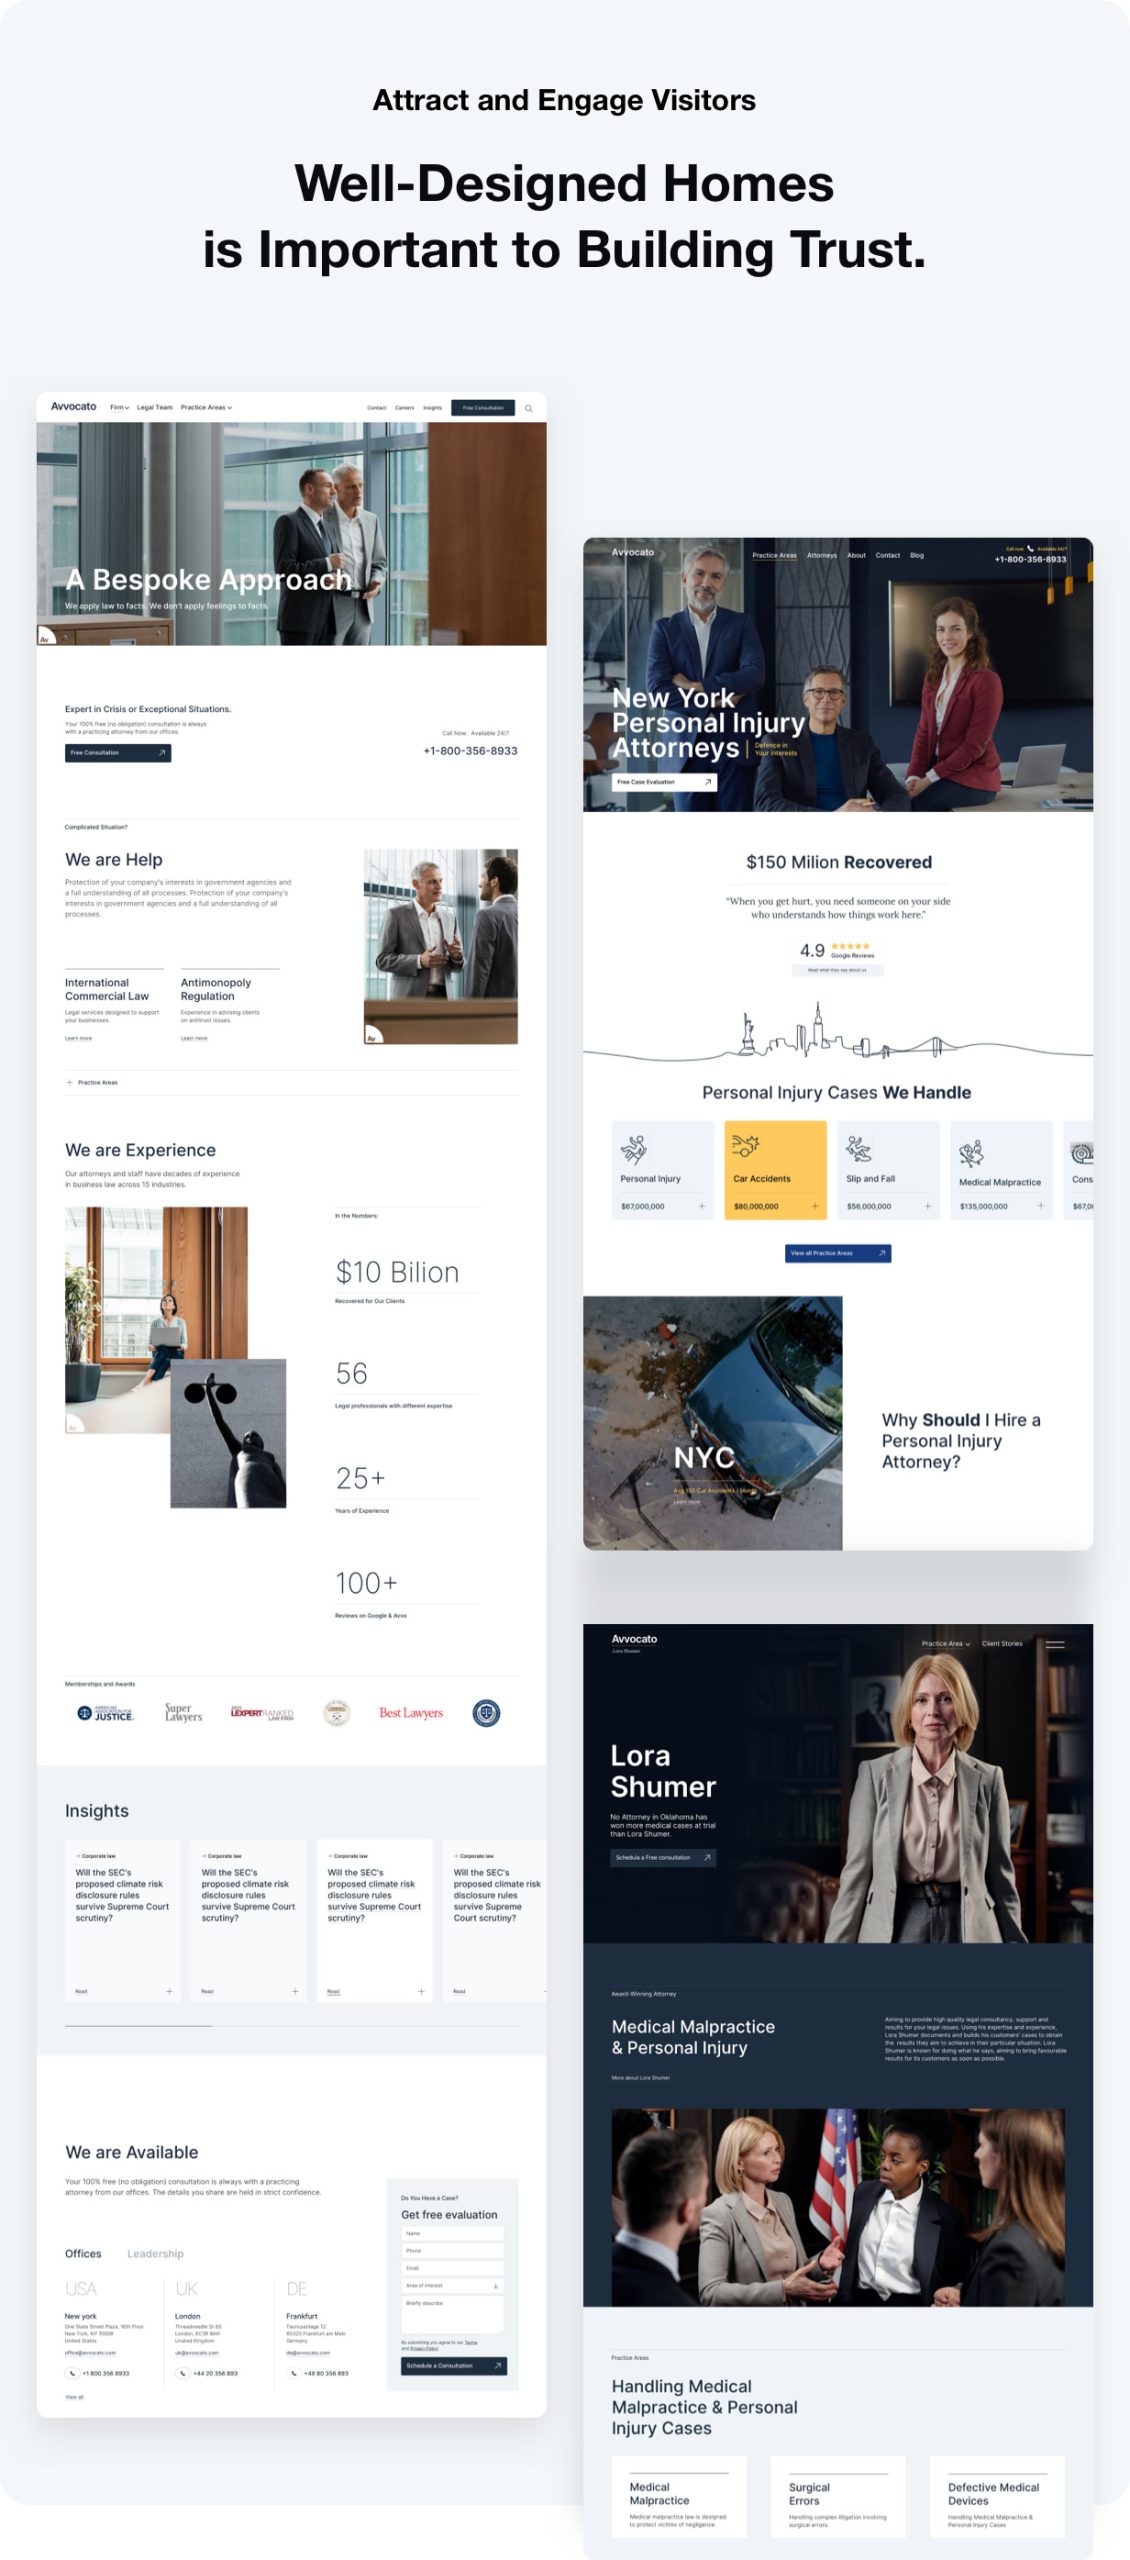 Attract and Engage Visitors
Well-Designed Homes
is Important to Building Trust.
Avvocato
Firm
Legal Team
Practice Areas
Contact
Careers
Insights
Free Consultation
A Bespoke Approach
We apply law to facts. We don't apply feelings to facts.
Av
Expert in Crisis or Exceptional Situations.
Your 100% free (no obligation) consultation is always
with a practicing attorney from our offices.
Free Consultation
Call Now. Available 24/7
+1-800-356-8933
Complicated Situation?
We are Help
Protection of your company's interests in government agencies and
a full understanding of all processes. Protection of your company's
interests in government agencies and a full understanding of all
processes.
International
Commercial Law
Legal services designed to support
your businesses.
Learn more
Antimonopoly
Regulation
Experience in advising clients
on antitrust issues.
Learn more
Av
+ Practice Areas
We are Experience
Our attorneys and staff have decades of experience
in business law across 15 industries.
Av
In the Numbers:
$10 Bilion
Recovered for Our Clients
56
Legal professionals with different expertise
25+
Years of Experience
100+
Reviews on Google & Avvo
Memberships and Awards
AMERICAN
ASSOCIATION FOR
JUSTICE
Super
Lawyers
LEXPERT RANKED
LAW FIRM
Best Lawyers
Insights
→ Corporate law
Will the SEC's
proposed climate risk
disclosure rules
survive Supreme Court
scrutiny?
Read
→ Corporate law
Will the SEC's
proposed climate risk
disclosure rules
survive Supreme Court
scrutiny?
Read
→ Corporate law
Will the SEC's
proposed climate risk
disclosure rules
survive Supreme Court
scrutiny?
Read
→ Corporate law
Will the SEC's
proposed climate risk
disclosure rules
survive Supreme
Court scrutiny?
Read
We are Available
Your 100% free (no obligation) consultation is always with a practicing
attorney from our offices. The details you share are held in strict confidence.
Offices
Leadership
USA
New york
One State Street Plaza, 16th Floor
New York, NY 10006
United States
office@avvocato.com
+1 800 356 8933
View all
UK
London
Threadneedle St 85
London, EC3R 8AH
United Kingdom
uk@avvocato.com
+44 20 356 893
DE
Frankfurt
Taunusanlage 12
60325 Frankfurt am Main
Germany
de@avvocato.com
+49 80 356 893
Do You Have a Case?
Get free evaluation
Name
Phone
Email
Area of Interest
Briefly describe
By submitting you agree to our Terms
and Privacy Policy
Schedule a Consultation
Avvocato
Practice Areas
Attorneys
About
Contact
Blog
Call now
Available 24/7
+1-800-356-8933
New York
Personal Injury
Attorneys
Defence in
Your Interests
Free Case Evaluation
$150 Milion Recovered
“When you get hurt, you need someone on your side
who understands how things work here.”
4.9
Google Reviews
Read what they say about us
Personal Injury Cases We Handle
Personal Injury
$67,000,000
Car Accidents
$80,000,000
Slip and Fall
$56,000,000
Medical Malpractice
$135,000,000
Cons
$67,0
View all Practice Areas
NYC
Avg 150 Car Accidents / Month
Learn more
Why Should I Hire a
Personal Injury
Attorney?
Avvocato
Lora Shumer
Practice Area
Client Stories
Lora
Shumer
No Attorney in Oklahoma has
won more medical cases at trial
than Lora Shumer.
Schedula a Free consultation
Award-Winning Attorney
Medical Malpractice
& Personal Injury
More about Lora Shumer
Aiming to provide high quality legal consultancy, support and
results for your legal issues. Using his expertise and experience,
Lora Shumer documents and builds his customers' cases to obtain
the results they aim to achieve in their particular situation. Lora
Shumer is known for doing what he says, aiming to bring favourable
results for its customers as soon as possible.
Practice Areas
Handling Medical
Malpractice & Personal
Injury Cases
Medical
Malpractice
Medical malpractice law is designed
to protect victims of negligence.
Surgical
Errors
Handling complex litigation involving
surgical errors.
Defective Medical
Devices
Handling Medical Malpractice &
Personal Injury Cases